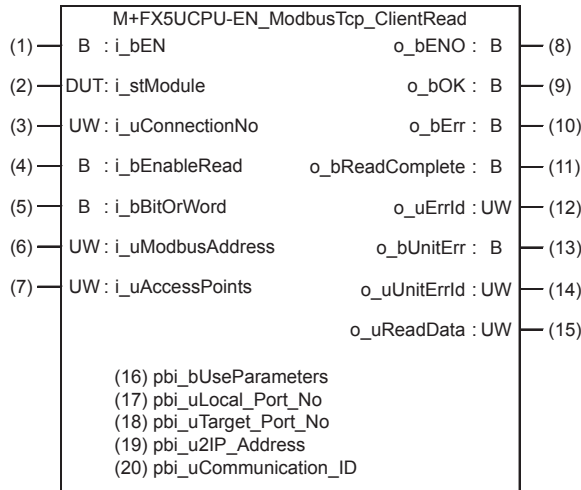 M+FX5UCPU-EN_ModbusTcp_ClientRead
(1) B : i_bEN o_bENO : B (8)
(2) DUT: i_stModule o_bOK : B (9)
(3) UW : i_uConnectionNo o_bErr : B (10)
(4) B : i_bEnableRead o_bReadComplete : B (11)
(5) B : i_bBitOrWord o_uErrId : UW (12)
(6) UW : i_uModbusAddress o_bUnitErr : B (13)
(7) UW : i_uAccessPoints o_uUnitErrId : UW (14)
o_uReadData : UW (15)
(16) pbi_bUseParameters
(17) pbi_uLocal_Port_No
(18) pbi_uTarget_Port_No
(19) pbi_u2IP_Address
(20) pbi_uCommunication_ID